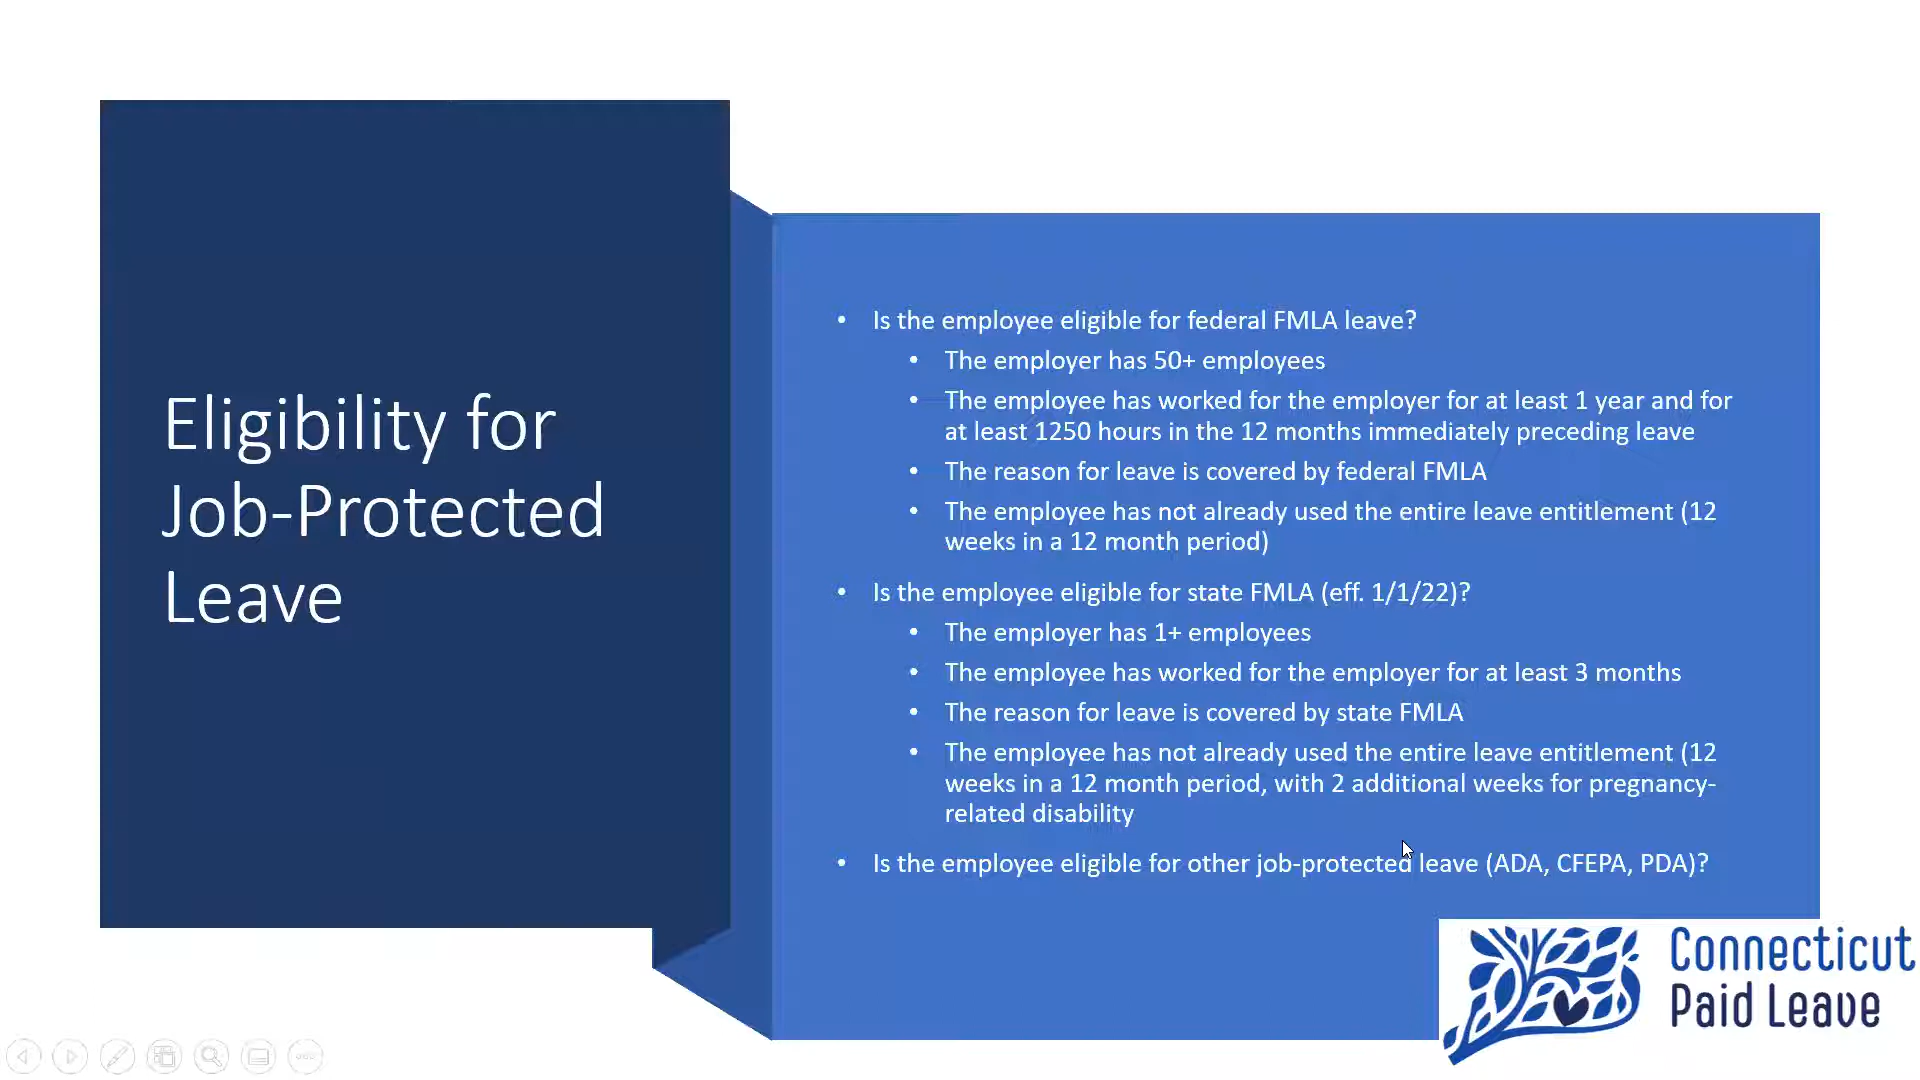 Eligibility for
Job-Protected
Leave
• Is the employee eligible for federal FMLA leave?
• The employer has 50+ employees
• The employee has worked for the employer for at least 1 year and for
at least 1250 hours in the 12 months immediately preceding leave
• The reason for leave is covered by federal FMLA
• The employee has not already used the entire leave entitlement (12
weeks in a 12 month period)
• Is the employee eligible for state FMLA (eff. 1/1/22)?
• The employer has 1+ employees
• The employee has worked for the employer for at least 3 months
• The reason for leave is covered by state FMLA
• The employee has not already used the entire leave entitlement (12
weeks in a 12 month period, with 2 additional weeks for pregnancy-
related disability
• Is the employee eligible for other job-protected leave (ADA, CFEPA, PDA)?
Connecticut
Paid Leave